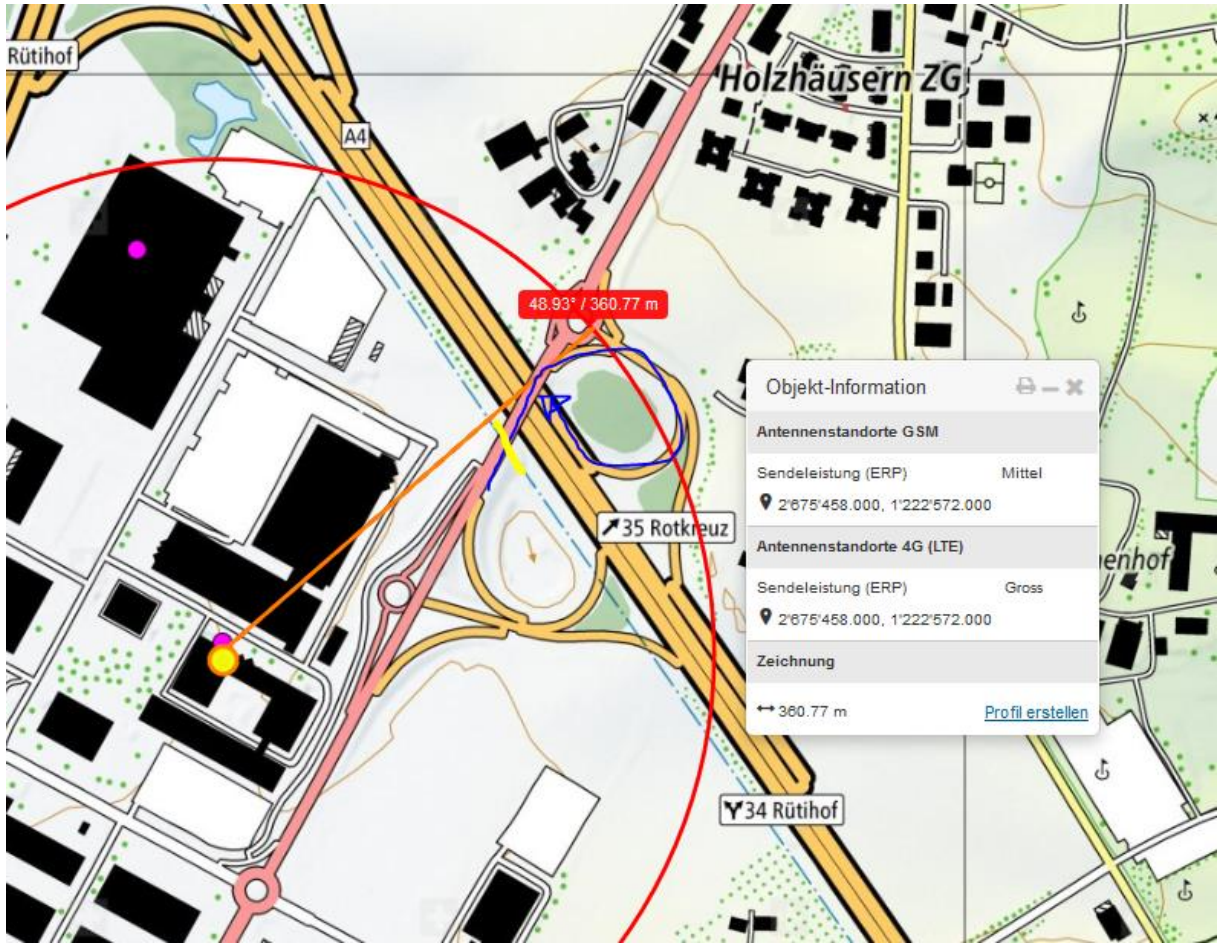 Rütihof
Holzhäusern ZG
A4
48.93° / 360.77 m
Objekt-Information
Antennenstandorte GSM
Sendeleistung (ERP) Mittel
2'675'458.000, 1'222'572.000
35 Rotkreuz
Antennenstandorte 4G (LTE)
enhof
Sendeleistung (ERP) Gross
2'675'458.000, 1'222'572.000
Zeichnung
360.77 m Profil erstellen
34 Rütihof